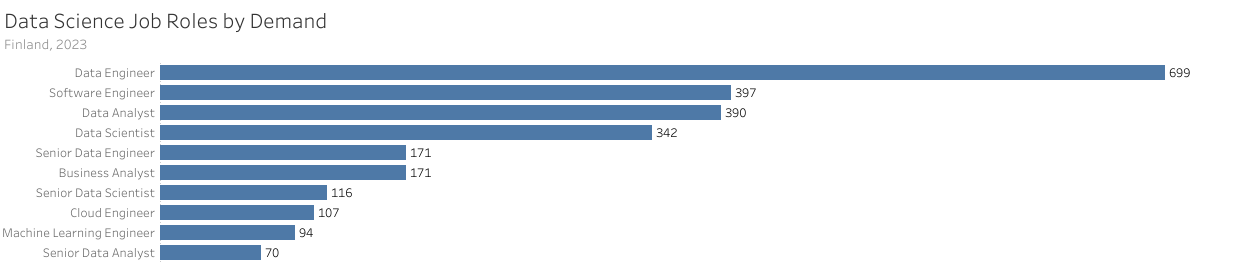 Data Science Job Roles by Demand
Finland, 2023
Data Engineer 699
Software Engineer 397
Data Analyst 390
Data Scientist 342
Senior Data Engineer 171
Business Analyst 171
Senior Data Scientist 116
Cloud Engineer 107
Machine Learning Engineer 94
Senior Data Analyst 70